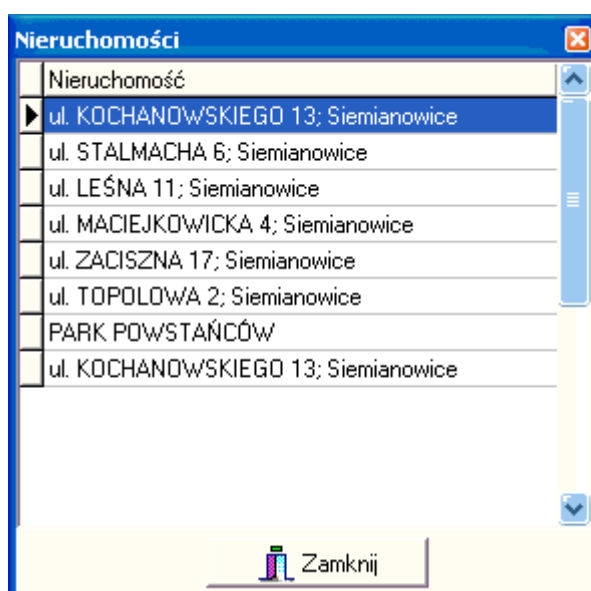 Nieruchomości
Nieruchomość
ul. KOCHANOWSKIEGO 13; Siemianowice
ul. STALMACHA 6; Siemianowice
ul. LEŚNA 11; Siemianowice
ul. MACIEJKOWICKA 4; Siemianowice
ul. ZACISZNA 17; Siemianowice
ul. TOPOLOWA 2; Siemianowice
PARK POWSTAŃCÓW
ul. KOCHANOWSKIEGO 13; Siemianowice
Zamknij